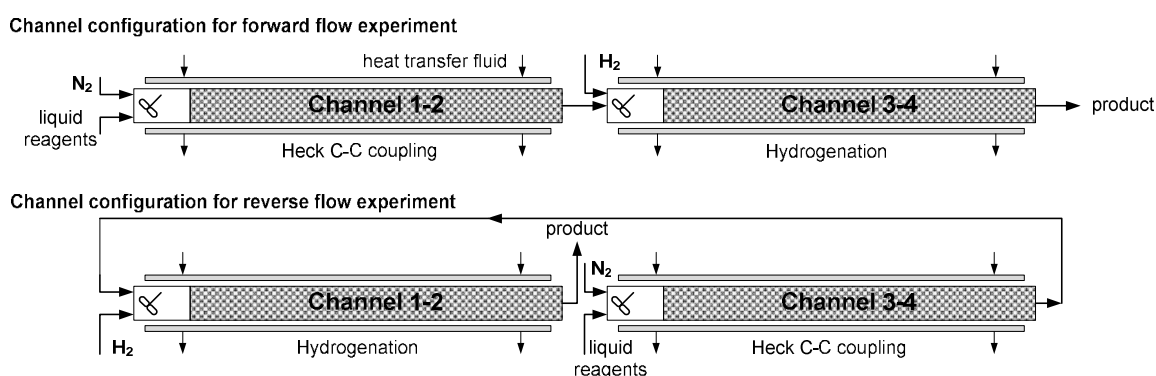 Channel configuration for forward flow experiment
heat transfer fluid
H₂
N₂
Channel 1-2
Channel 3-4
product
liquid
reagents
Heck C-C coupling
Hydrogenation
Channel configuration for reverse flow experiment
product
N₂
Channel 1-2
Channel 3-4
H₂
Hydrogenation
liquid
reagents
Heck C-C coupling